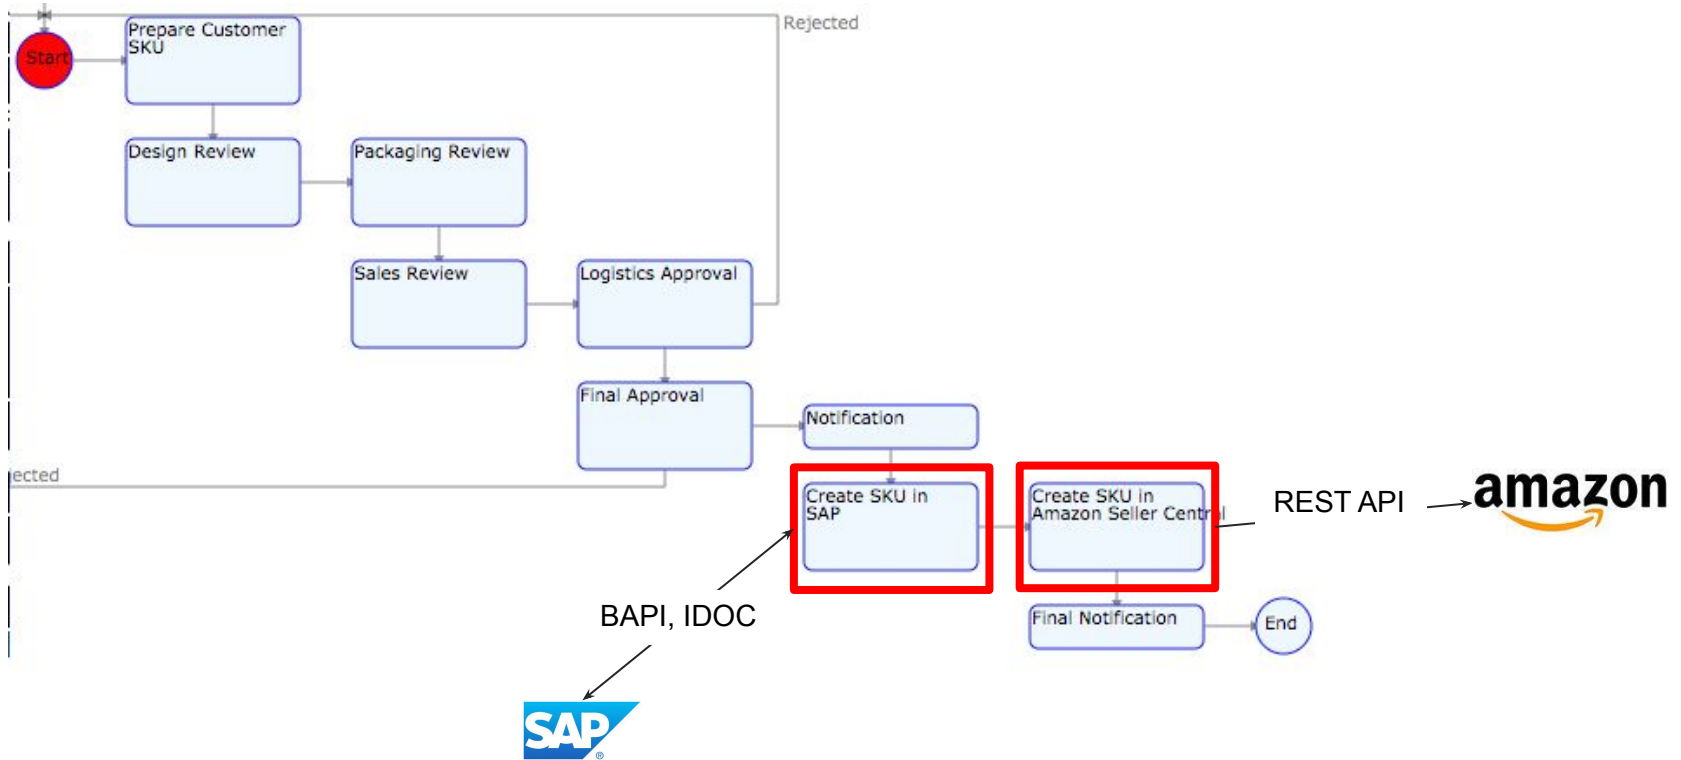 Rejected
Start
Prepare Customer
SKU
Design Review
Packaging Review
Sales Review
Logistics Approval
Final Approval
Notification
ected
Create SKU in
SAP
Create SKU in
Amazon Seller Central
REST API
amazon
BAPI, IDOC
Final Notification
End
SAP
®